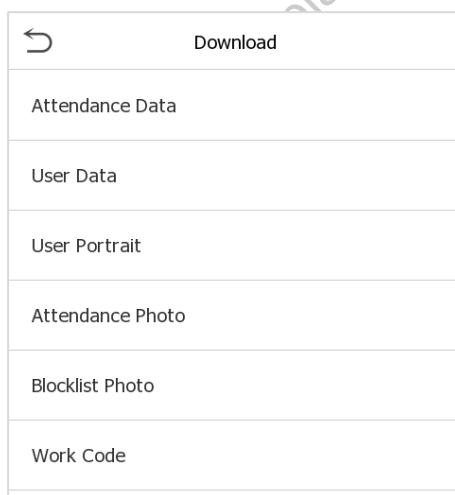 Download
Attendance Data
User Data
User Portrait
Attendance Photo
Blocklist Photo
Work Code